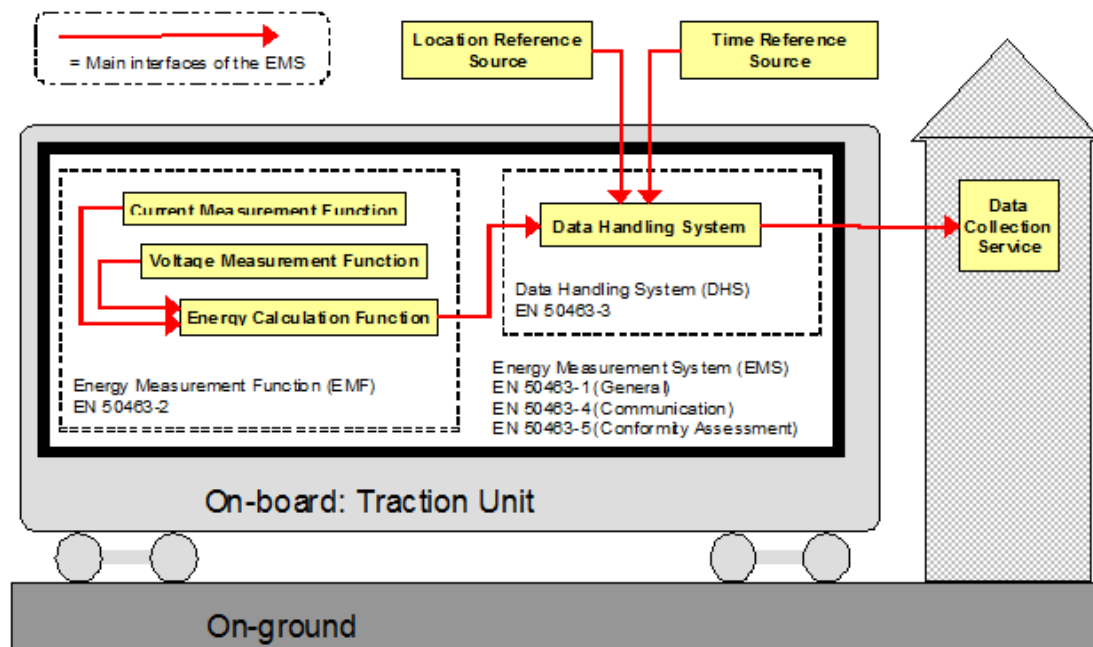 = Main interfaces of the EMS
Location Reference
Source
Time Reference
Source
Current Measurement Function
Voltage Measurement Function
Energy Calculation Function
Energy Measurement Function (EMF)
EN 50463-2
Data Handling System
Data Handling System (DHS)
EN 50463-3
Energy Measurement System (EMS)
EN 50463-1 (General)
EN 50463-4 (Communication)
EN 50463-5 (Conformity Assessment)
Data
Collection
Service
On-board: Traction Unit
On-ground